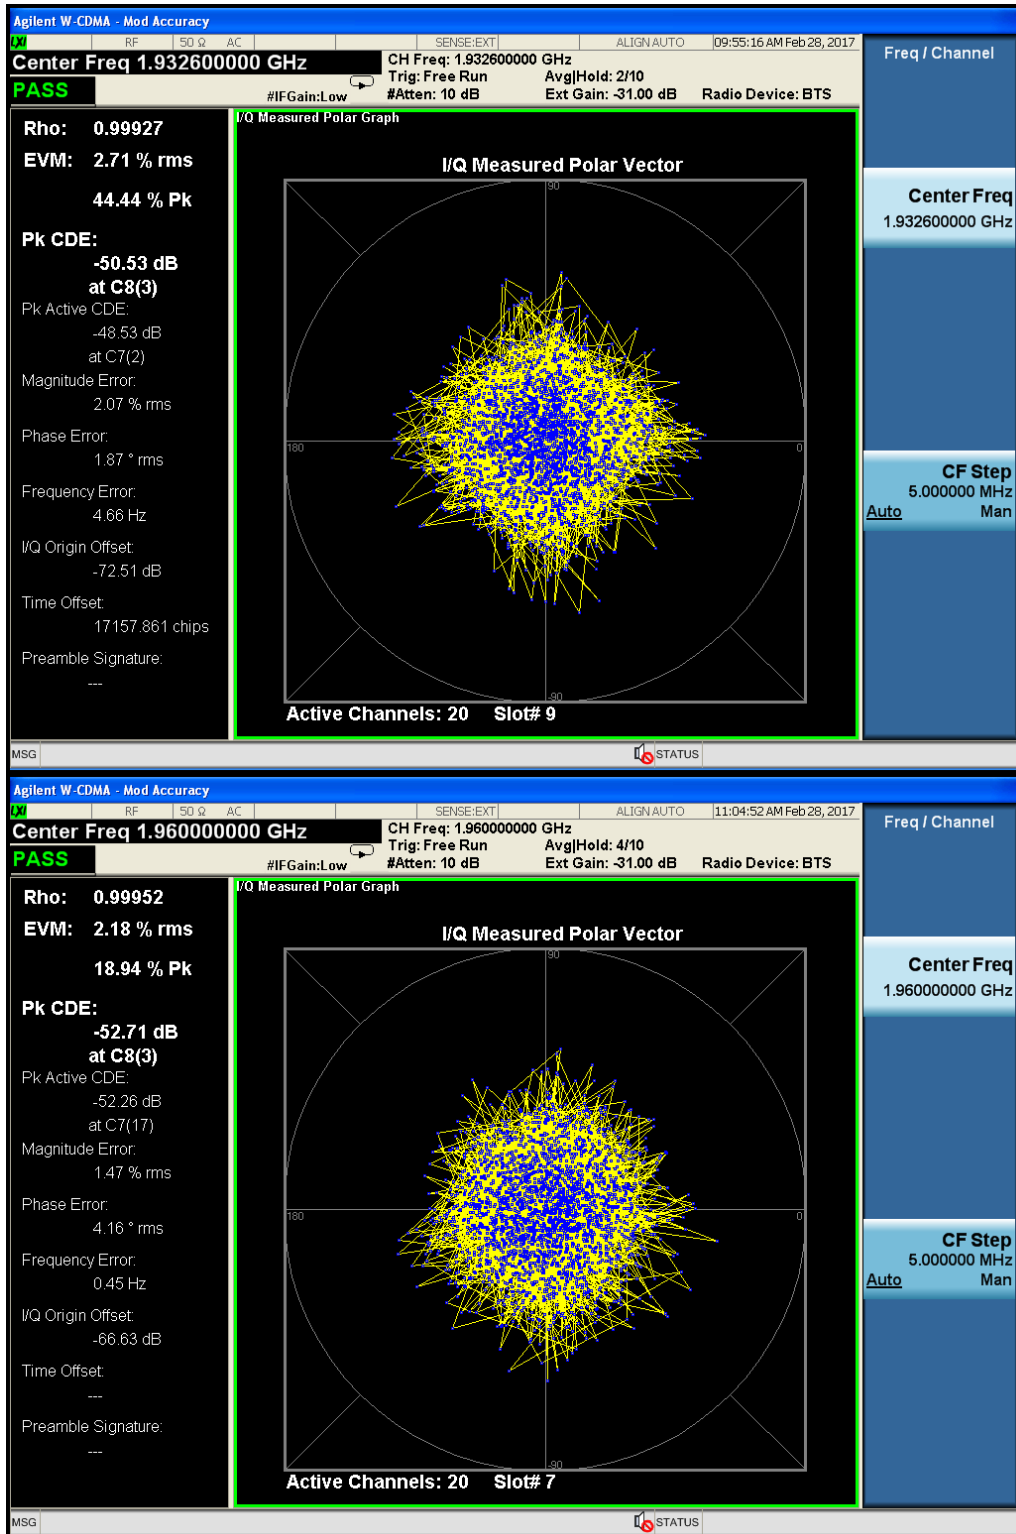 Agilent W-CDMA - Mod Accuracy
LXI RF 50 Ω AC SENSE:EXT ALIGN AUTO 09:55:16 AM Feb 28, 2017
Center Freq 1.932600000 GHz
CH Freq: 1.932600000 GHz
Trig: Free Run Avg|Hold: 2/10
PASS
#IFGain:Low #Atten: 10 dB Ext Gain: -31.00 dB Radio Device: BTS
Freq / Channel
Rho: 0.99927
EVM: 2.71 % rms
44.44 % Pk
Pk CDE:
-50.53 dB
at C8(3)
Pk Active CDE:
-48.53 dB
at C7(2)
Magnitude Error:
2.07 % rms
Phase Error:
1.87 ° rms
Frequency Error:
4.66 Hz
I/Q Origin Offset:
-72.51 dB
Time Offset:
17157.861 chips
Preamble Signature:
---
I/Q Measured Polar Graph
I/Q Measured Polar Vector
90
180
0
-90
Active Channels: 20 Slot# 9
Center Freq
1.932600000 GHz
CF Step
5.000000 MHz
Auto Man
MSG STATUS
Agilent W-CDMA - Mod Accuracy
LXI RF 50 Ω AC SENSE:EXT ALIGN AUTO 11:04:52 AM Feb 28, 2017
Center Freq 1.960000000 GHz
CH Freq: 1.960000000 GHz
Trig: Free Run Avg|Hold: 4/10
PASS
#IFGain:Low #Atten: 10 dB Ext Gain: -31.00 dB Radio Device: BTS
Freq / Channel
Rho: 0.99952
EVM: 2.18 % rms
18.94 % Pk
Pk CDE:
-52.71 dB
at C8(3)
Pk Active CDE:
-52.26 dB
at C7(17)
Magnitude Error:
1.47 % rms
Phase Error:
4.16 ° rms
Frequency Error:
0.45 Hz
I/Q Origin Offset:
-66.63 dB
Time Offset:
---
Preamble Signature:
---
I/Q Measured Polar Graph
I/Q Measured Polar Vector
90
180
0
-90
Active Channels: 20 Slot# 7
Center Freq
1.960000000 GHz
CF Step
5.000000 MHz
Auto Man
MSG STATUS